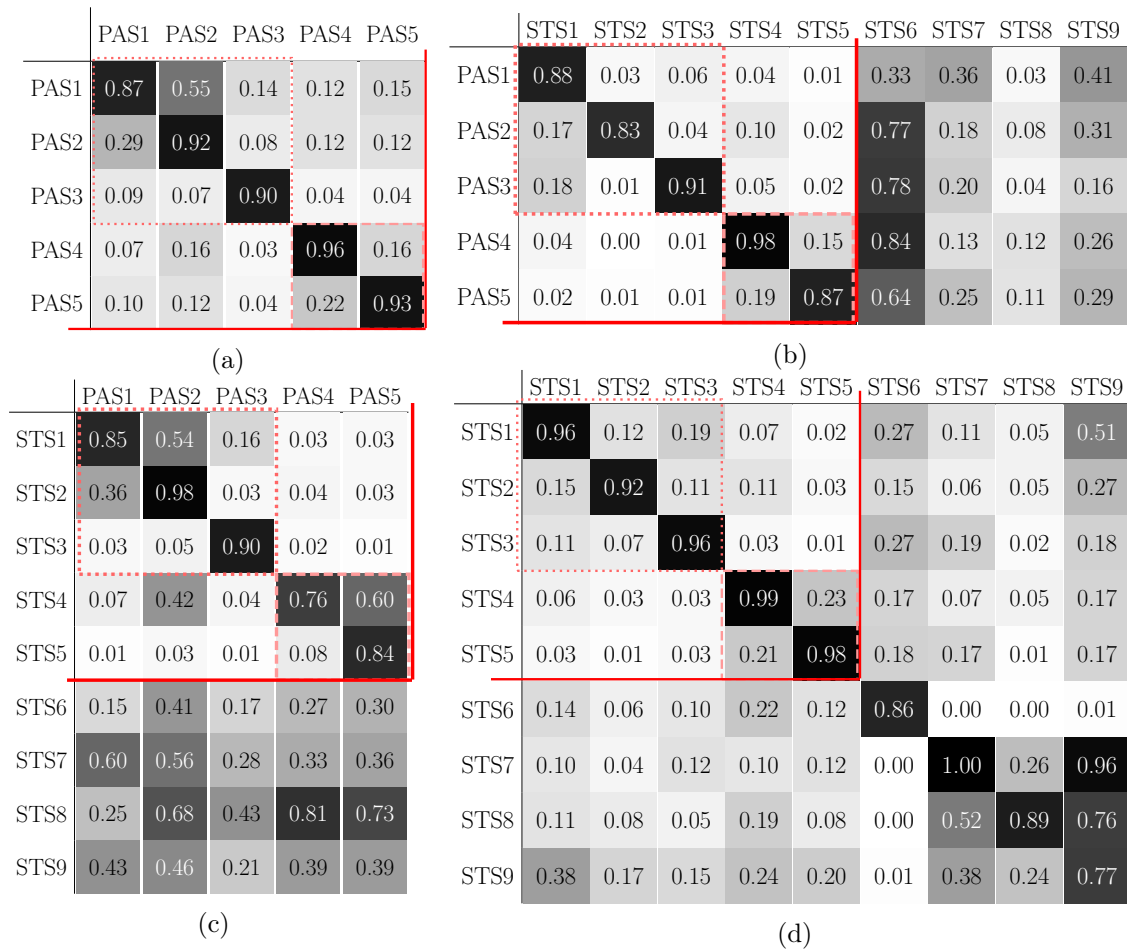 PAS1 PAS2 PAS3 PAS4 PAS5
PAS1 0.87 0.55 0.14 0.12 0.15
PAS2 0.29 0.92 0.08 0.12 0.12
PAS3 0.09 0.07 0.90 0.04 0.04
PAS4 0.07 0.16 0.03 0.96 0.16
PAS5 0.10 0.12 0.04 0.22 0.93
(a)
STS1 STS2 STS3 STS4 STS5 STS6 STS7 STS8 STS9
PAS1 0.88 0.03 0.06 0.04 0.01 0.33 0.36 0.03 0.41
PAS2 0.17 0.83 0.04 0.10 0.02 0.77 0.18 0.08 0.31
PAS3 0.18 0.01 0.91 0.05 0.02 0.78 0.20 0.04 0.16
PAS4 0.04 0.00 0.01 0.98 0.15 0.84 0.13 0.12 0.26
PAS5 0.02 0.01 0.01 0.19 0.87 0.64 0.25 0.11 0.29
(b)
PAS1 PAS2 PAS3 PAS4 PAS5
STS1 0.85 0.54 0.16 0.03 0.03
STS2 0.36 0.98 0.03 0.04 0.03
STS3 0.03 0.05 0.90 0.02 0.01
STS4 0.07 0.42 0.04 0.76 0.60
STS5 0.01 0.03 0.01 0.08 0.84
STS6 0.15 0.41 0.17 0.27 0.30
STS7 0.60 0.56 0.28 0.33 0.36
STS8 0.25 0.68 0.43 0.81 0.73
STS9 0.43 0.46 0.21 0.39 0.39
(c)
STS1 STS2 STS3 STS4 STS5 STS6 STS7 STS8 STS9
STS1 0.96 0.12 0.19 0.07 0.02 0.27 0.11 0.05 0.51
STS2 0.15 0.92 0.11 0.11 0.03 0.15 0.06 0.05 0.27
STS3 0.11 0.07 0.96 0.03 0.01 0.27 0.19 0.02 0.18
STS4 0.06 0.03 0.03 0.99 0.23 0.17 0.07 0.05 0.17
STS5 0.03 0.01 0.03 0.21 0.98 0.18 0.17 0.01 0.17
STS6 0.14 0.06 0.10 0.22 0.12 0.86 0.00 0.00 0.01
STS7 0.10 0.04 0.12 0.10 0.12 0.00 1.00 0.26 0.96
STS8 0.11 0.08 0.05 0.19 0.08 0.00 0.52 0.89 0.76
STS9 0.38 0.17 0.15 0.24 0.20 0.01 0.38 0.24 0.77
(d)